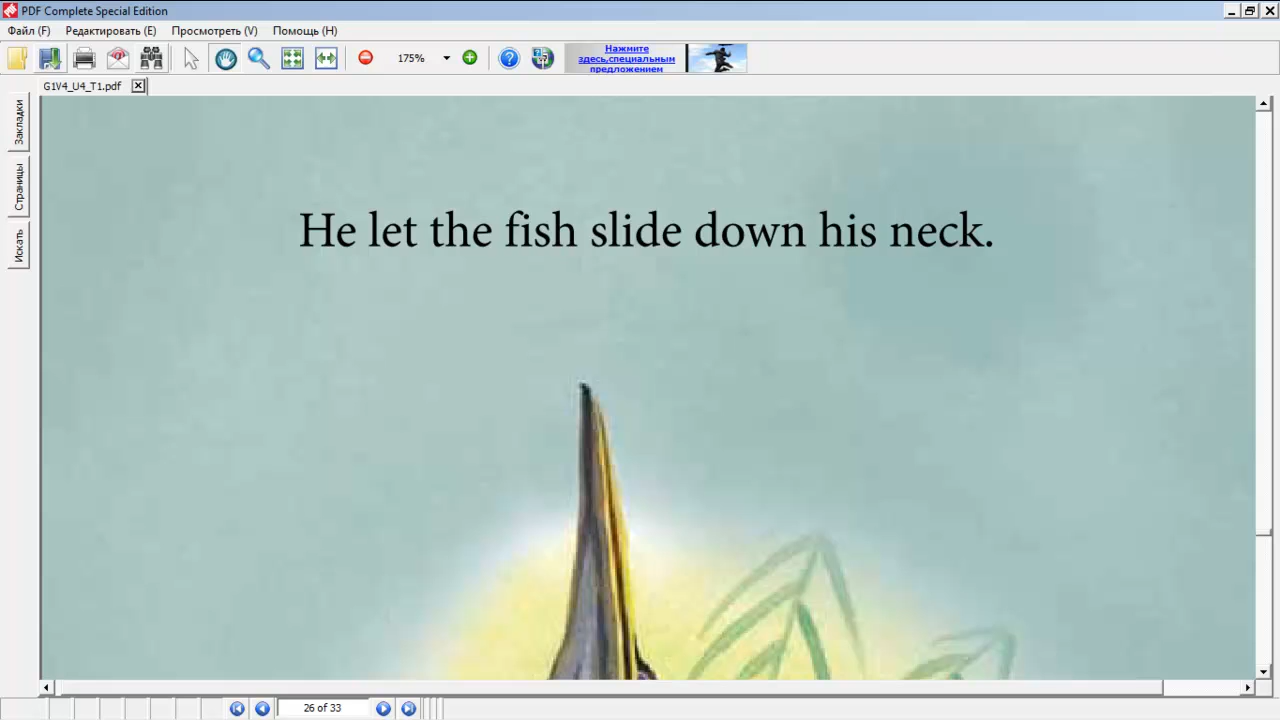 PDF Complete Special Edition
Файл (F) Редактировать (E) Просмотреть (V) Помощь (H)
175%
Нажмите
здесь,специальным
предложением
G1V4_U4_T1.pdf
Закладки
Страницы
Искать
He let the fish slide down his neck.
26 of 33